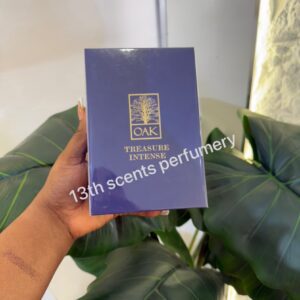 OAK
TREASURE
INTENSE
13th scents perfumery